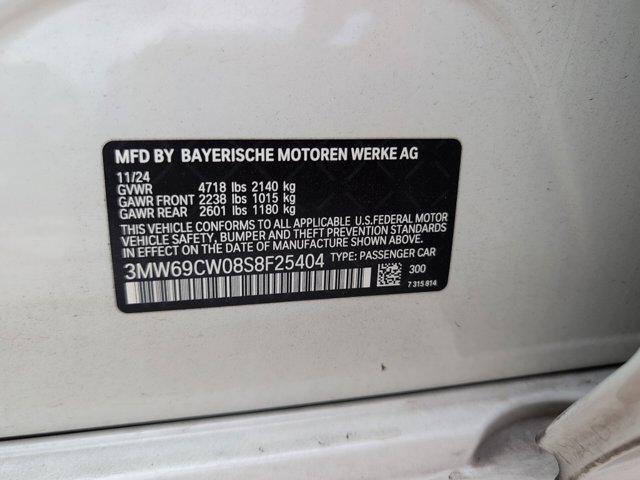 MFD BY BAYERISCHE MOTOREN WERKE AG
11/24
GVWR 4718 lbs 2140 kg
GAWR FRONT 2238 lbs 1015 kg
GAWR REAR 2601 lbs 1180 kg
THIS VEHICLE CONFORMS TO ALL APPLICABLE U.S.FEDERAL MOTOR
VEHICLE SAFETY, BUMPER AND THEFT PREVENTION STANDARDS
IN EFFECT ON THE DATE OF MANUFACTURE SHOWN ABOVE.
3MW69CW08S8F25404 TYPE: PASSENGER CAR
300
7 315 814